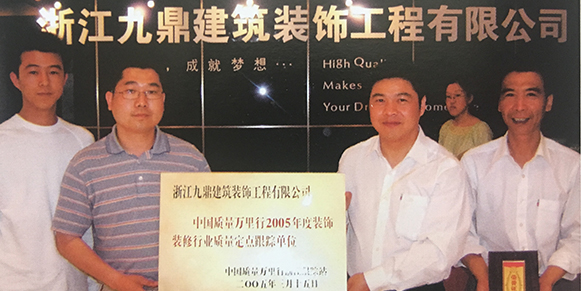 浙江九鼎建筑装饰工程有限公司
成就梦想···
High Qua
Makes
Your Dr ome
浙江九鼎建筑装饰工程有限公司
中国质量万里行2005年度装饰
装修行业质量定点跟踪单位
中国质量万里行
二〇〇五年三月十五日